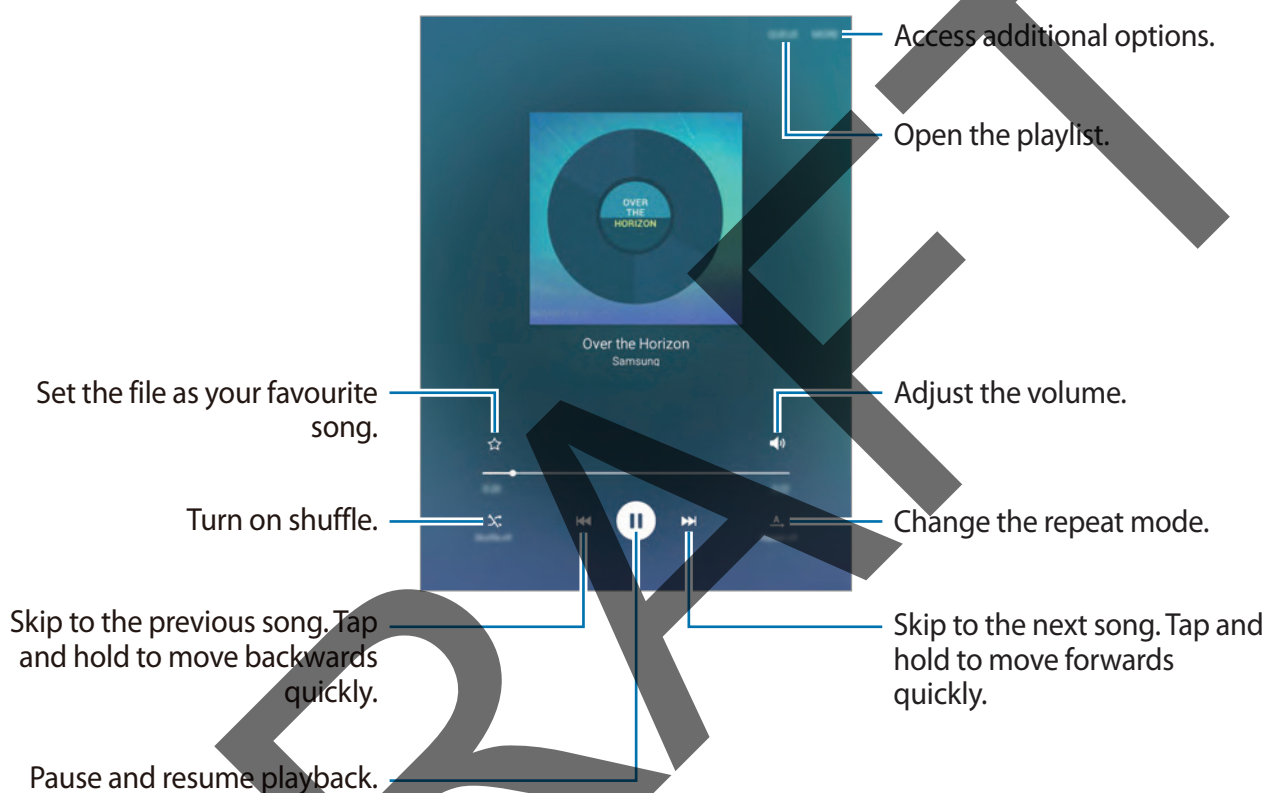 QUEUE MORE
Access additional options.
Open the playlist.
OVER
THE
HORIZON
Over the Horizon
Samsung
Set the file as your favourite
song.
Adjust the volume.
Turn on shuffle.
Change the repeat mode.
A
Skip to the previous song. Tap
and hold to move backwards
quickly.
Skip to the next song. Tap and
hold to move forwards
quickly.
Pause and resume playback.
DRAFT